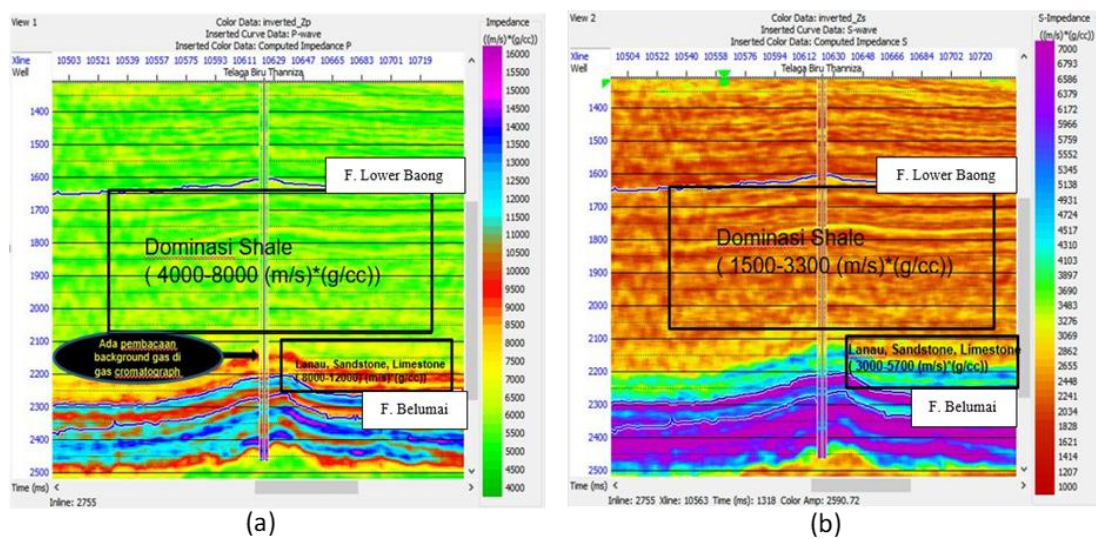 View 1
Color Data: inverted_Zp
Inserted Curve Data: P-wave
Inserted Color Data: Computed Impedance P
Impedance
((m/s)*(g/cc))
Xline 10503 10521 10539 10557 10575 10593 10611 10629 10647 10665 10683 10701 10719
Well Telaga Biru Thanniza
16000
15500
15000
14500
14000
13500
13000
12500
12000
11500
11000
10500
10000
9500
9000
8500
8000
7500
7000
6500
6000
5500
5000
4500
4000
1400
1500
1600
1700
1800
1900
2000
2100
2200
2300
2400
2500
F. Lower Baong
Dominasi Shale
( 4000-8000 (m/s)*(g/cc))
Ada pembacaan
background gas di
gas cromatograph
Lanau, Sandstone, Limestone
( 8000-12000) (m/s)*(g/cc))
F. Belumai
Time (ms)
Inline: 2755
(a)
View 2
Color Data: inverted_Zs
Inserted Curve Data: S-wave
Inserted Color Data: Computed Impedance S
S-Impedance
((m/s)*(g/cc))
Xline 10504 10522 10540 10558 10576 10594 10612 10630 10648 10666 10684 10702 10720
Well Telaga Biru Thanniza
7000
6793
6586
6379
6172
5966
5759
5552
5345
5138
4931
4724
4517
4310
4103
3897
3690
3483
3276
3069
2862
2655
2448
2241
2034
1828
1621
1414
1207
1000
1400
1500
1600
1700
1800
1900
2000
2100
2200
2300
2400
2500
F. Lower Baong
Dominasi Shale
( 1500-3300 (m/s)*(g/cc))
Lanau, Sandstone, Limestone
( 3000-5700 (m/s)*(g/cc))
F. Belumai
Time (ms)
Inline: 2755 Xline: 10563 Time (ms): 1318 Color Amp: 2590.72
(b)